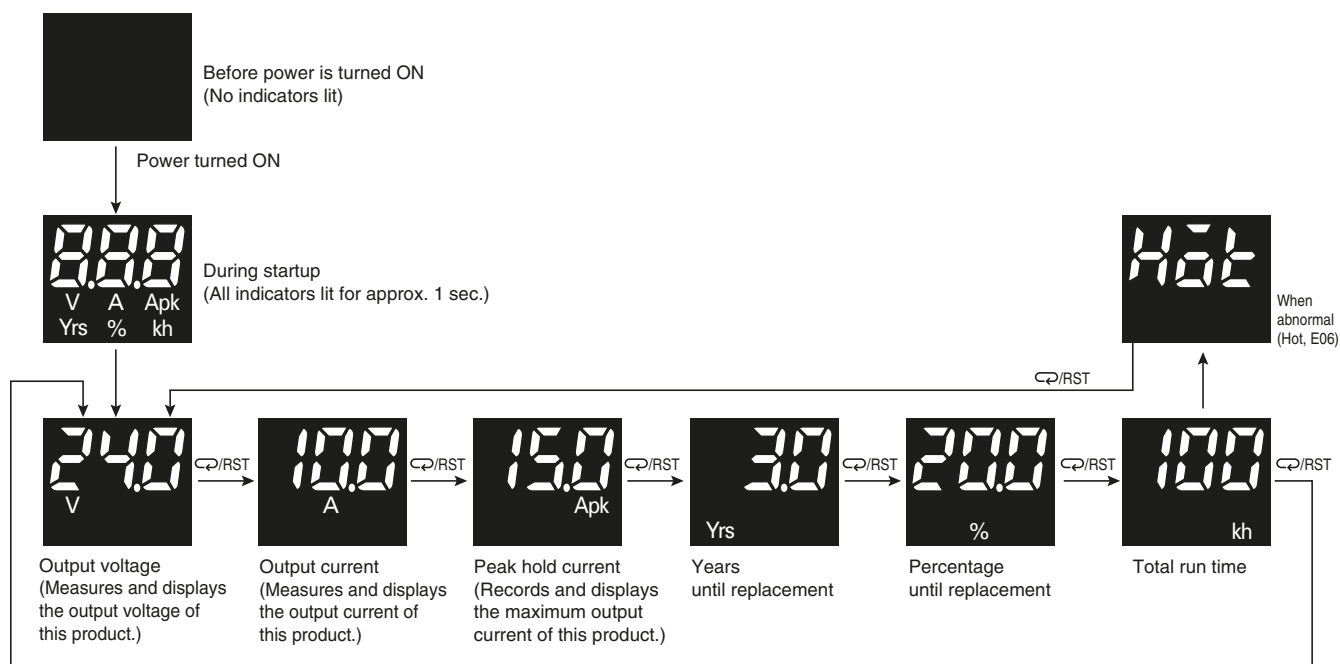 Before power is turned ON
(No indicators lit)
Power turned ON
8.8.8
V A Apk
Yrs % kh
During startup
(All indicators lit for approx. 1 sec.)
Hot
When
abnormal
(Hot, E06)
/RST
24.0
V
/RST
10.0
A
/RST
15.0
Apk
/RST
3.0
Yrs
/RST
20.0
%
/RST
100
kh
/RST
Output voltage
(Measures and displays
the output voltage of
this product.)
Output current
(Measures and displays
the output current of
this product.)
Peak hold current
(Records and displays
the maximum output
current of this product.)
Years
until replacement
Percentage
until replacement
Total run time